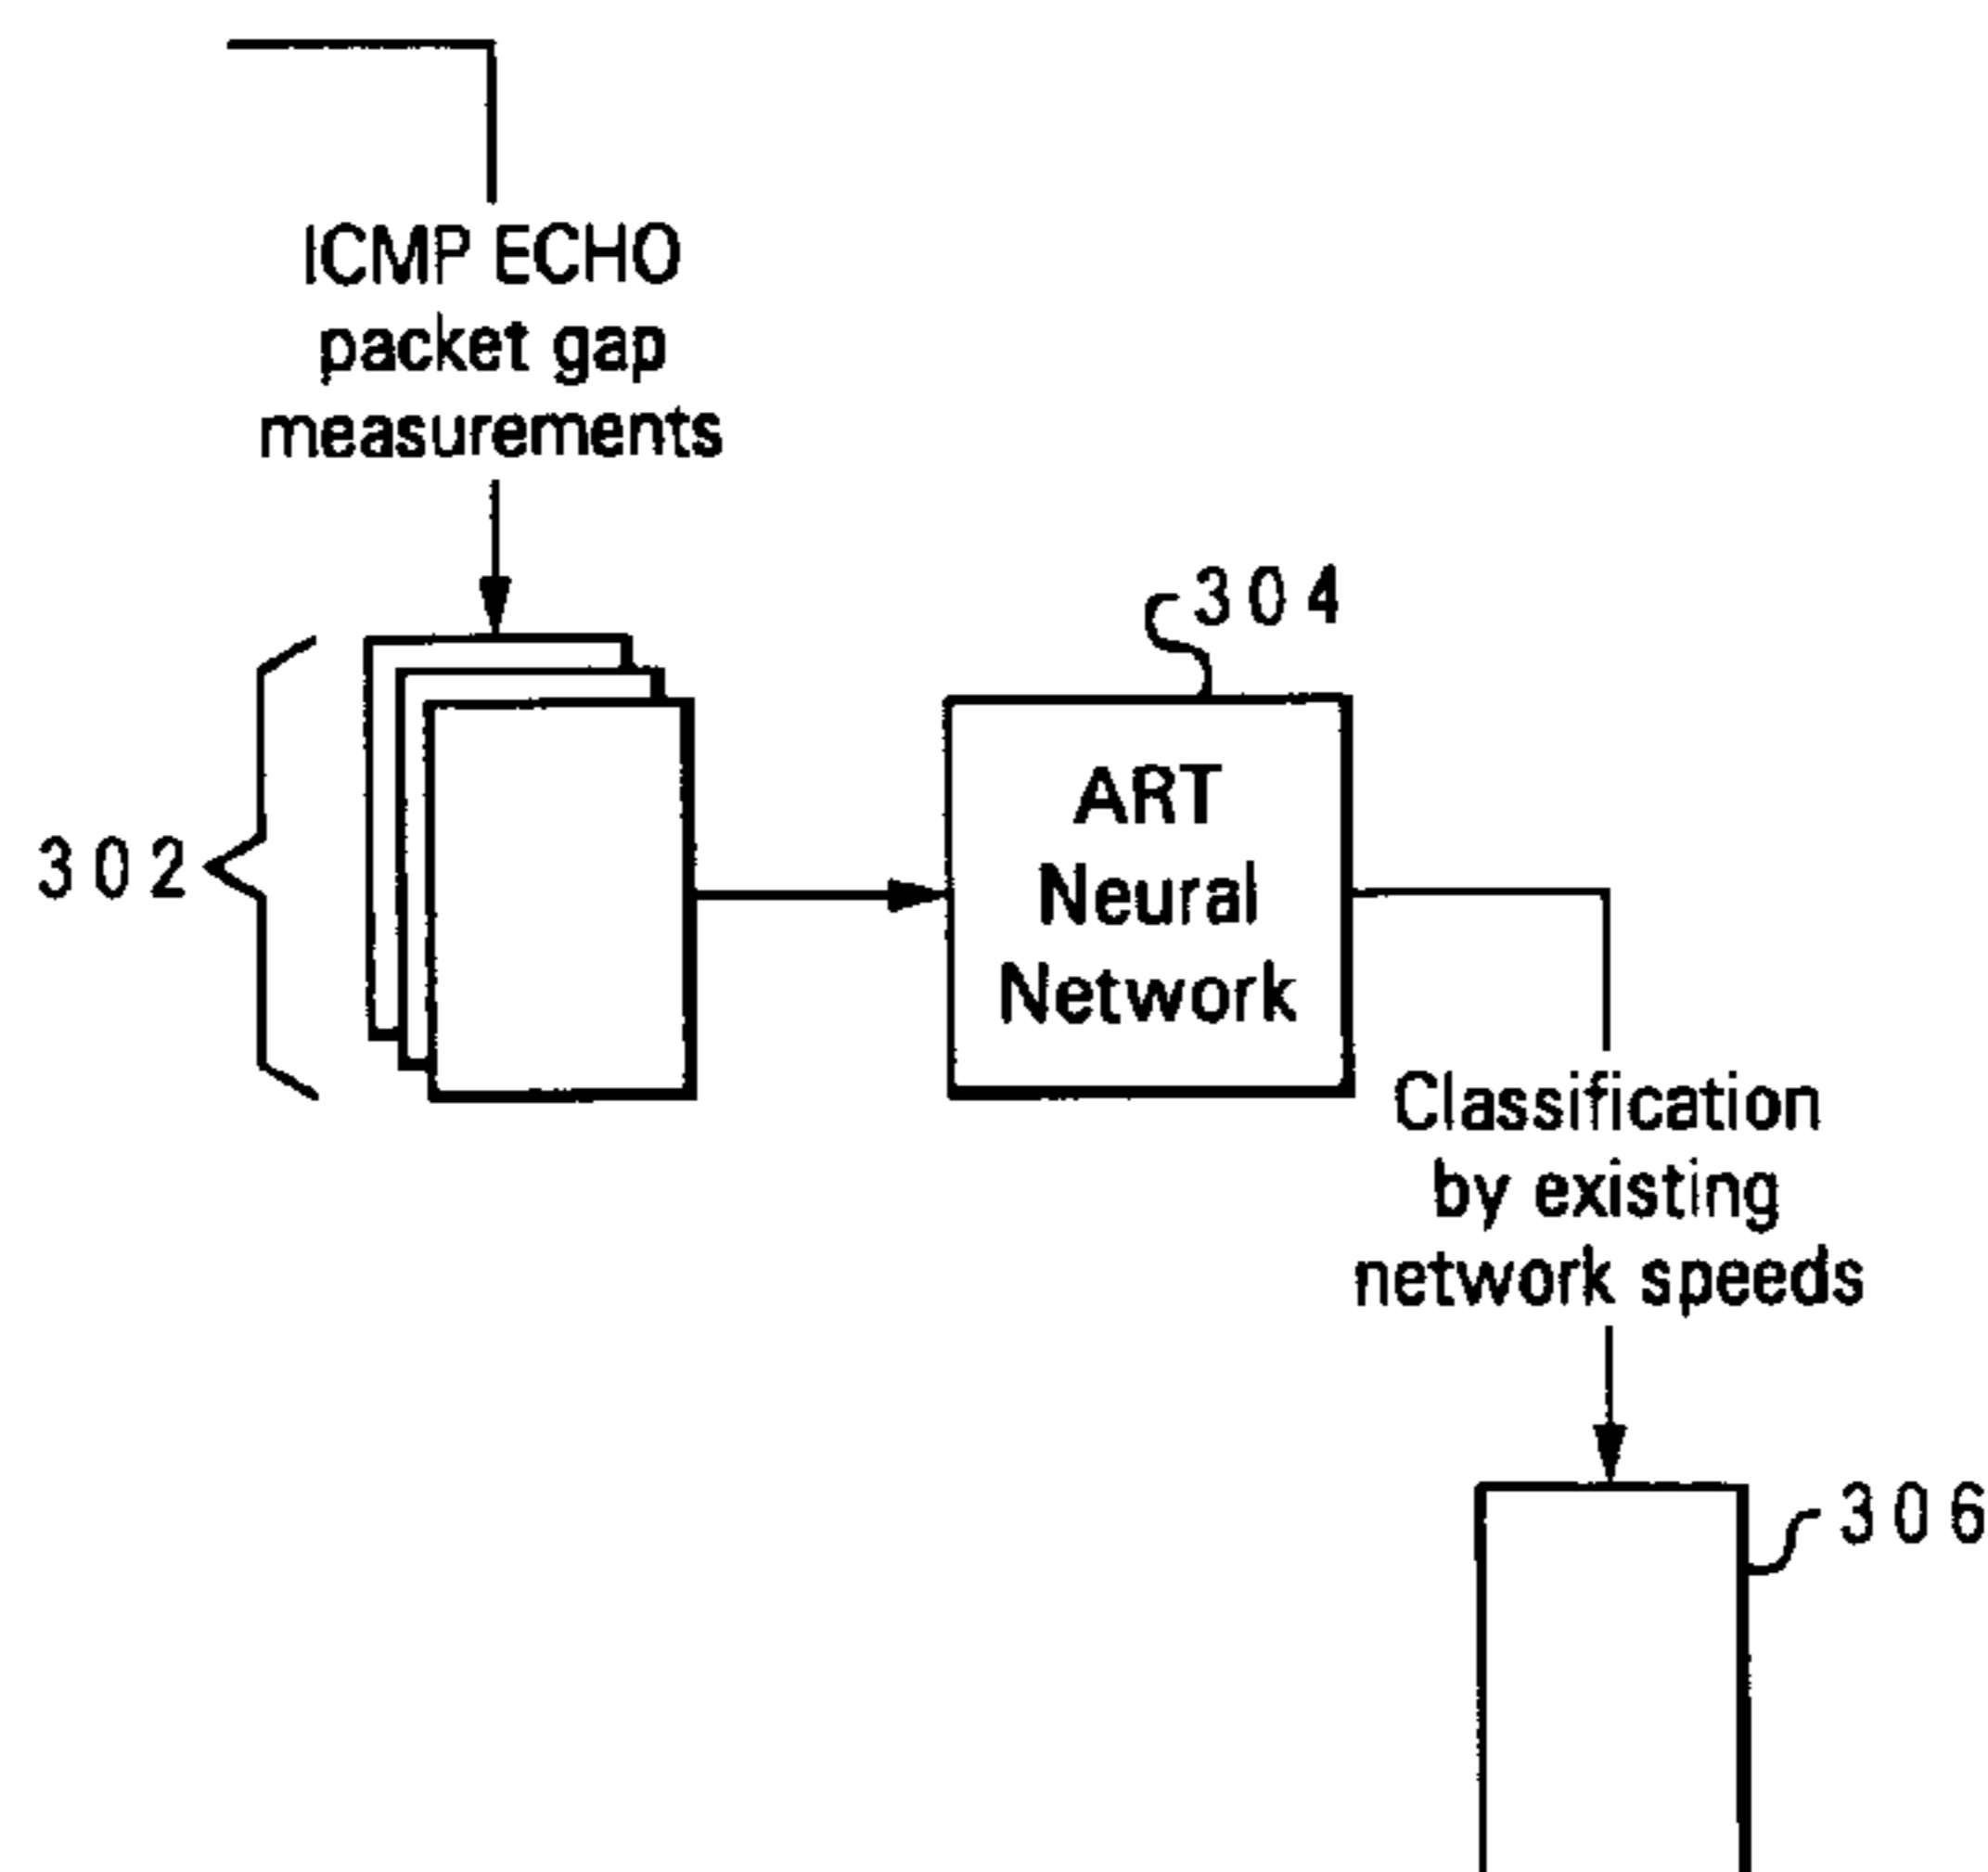 ICMP ECHO
packet gap
measurements
304
302
ART
Neural
Network
Classification
by existing
network speeds
306